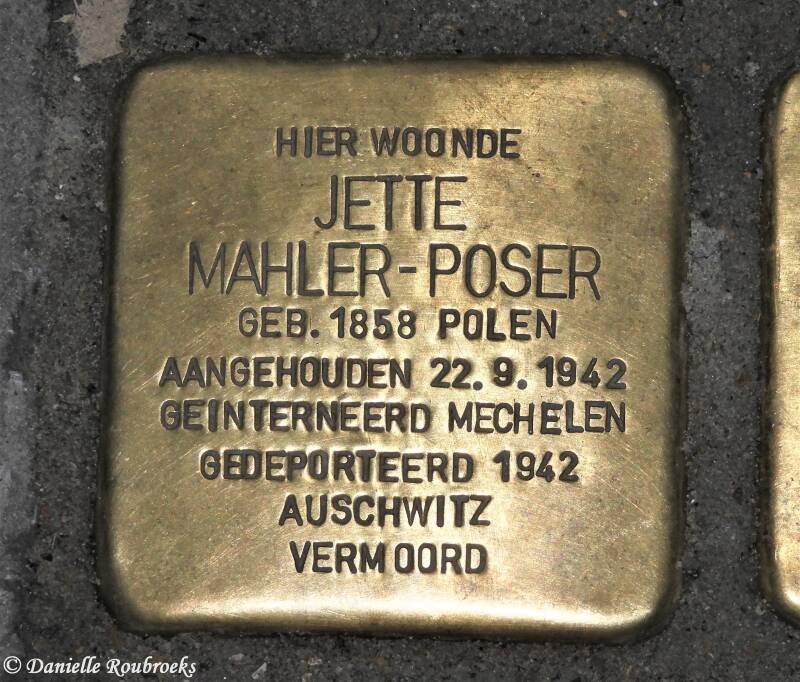 HIER WOONDE
JETTE
MAHLER-POSER
GEB. 1858 POLEN
AANGEHOUDEN 22.9.1942
GEINTERNEERD MECHELEN
GEDEPORTEERD 1942
AUSCHWITZ
VERMOORD
© Danielle Roubroeks